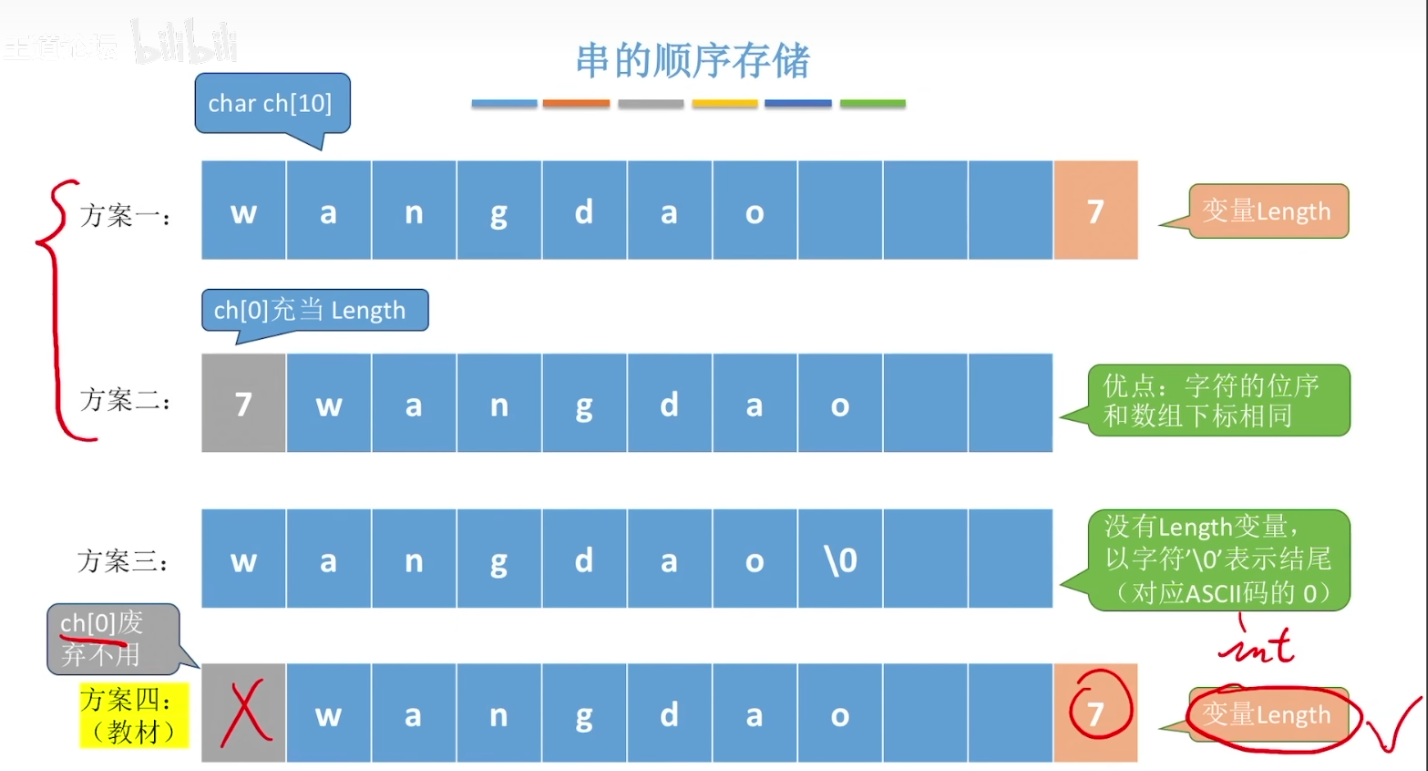 王道论坛 bilibili
串的顺序存储
char ch[10]
方案一：
w a n g d a o 7
变量Length
ch[0]充当 Length
方案二：
7 w a n g d a o
优点：字符的位序
和数组下标相同
方案三：
w a n g d a o \0
没有Length变量，
以字符'\0'表示结尾
（对应ASCII码的 0）
int
ch[0]废
弃不用
方案四：
（教材）
w a n g d a o 7
变量Length